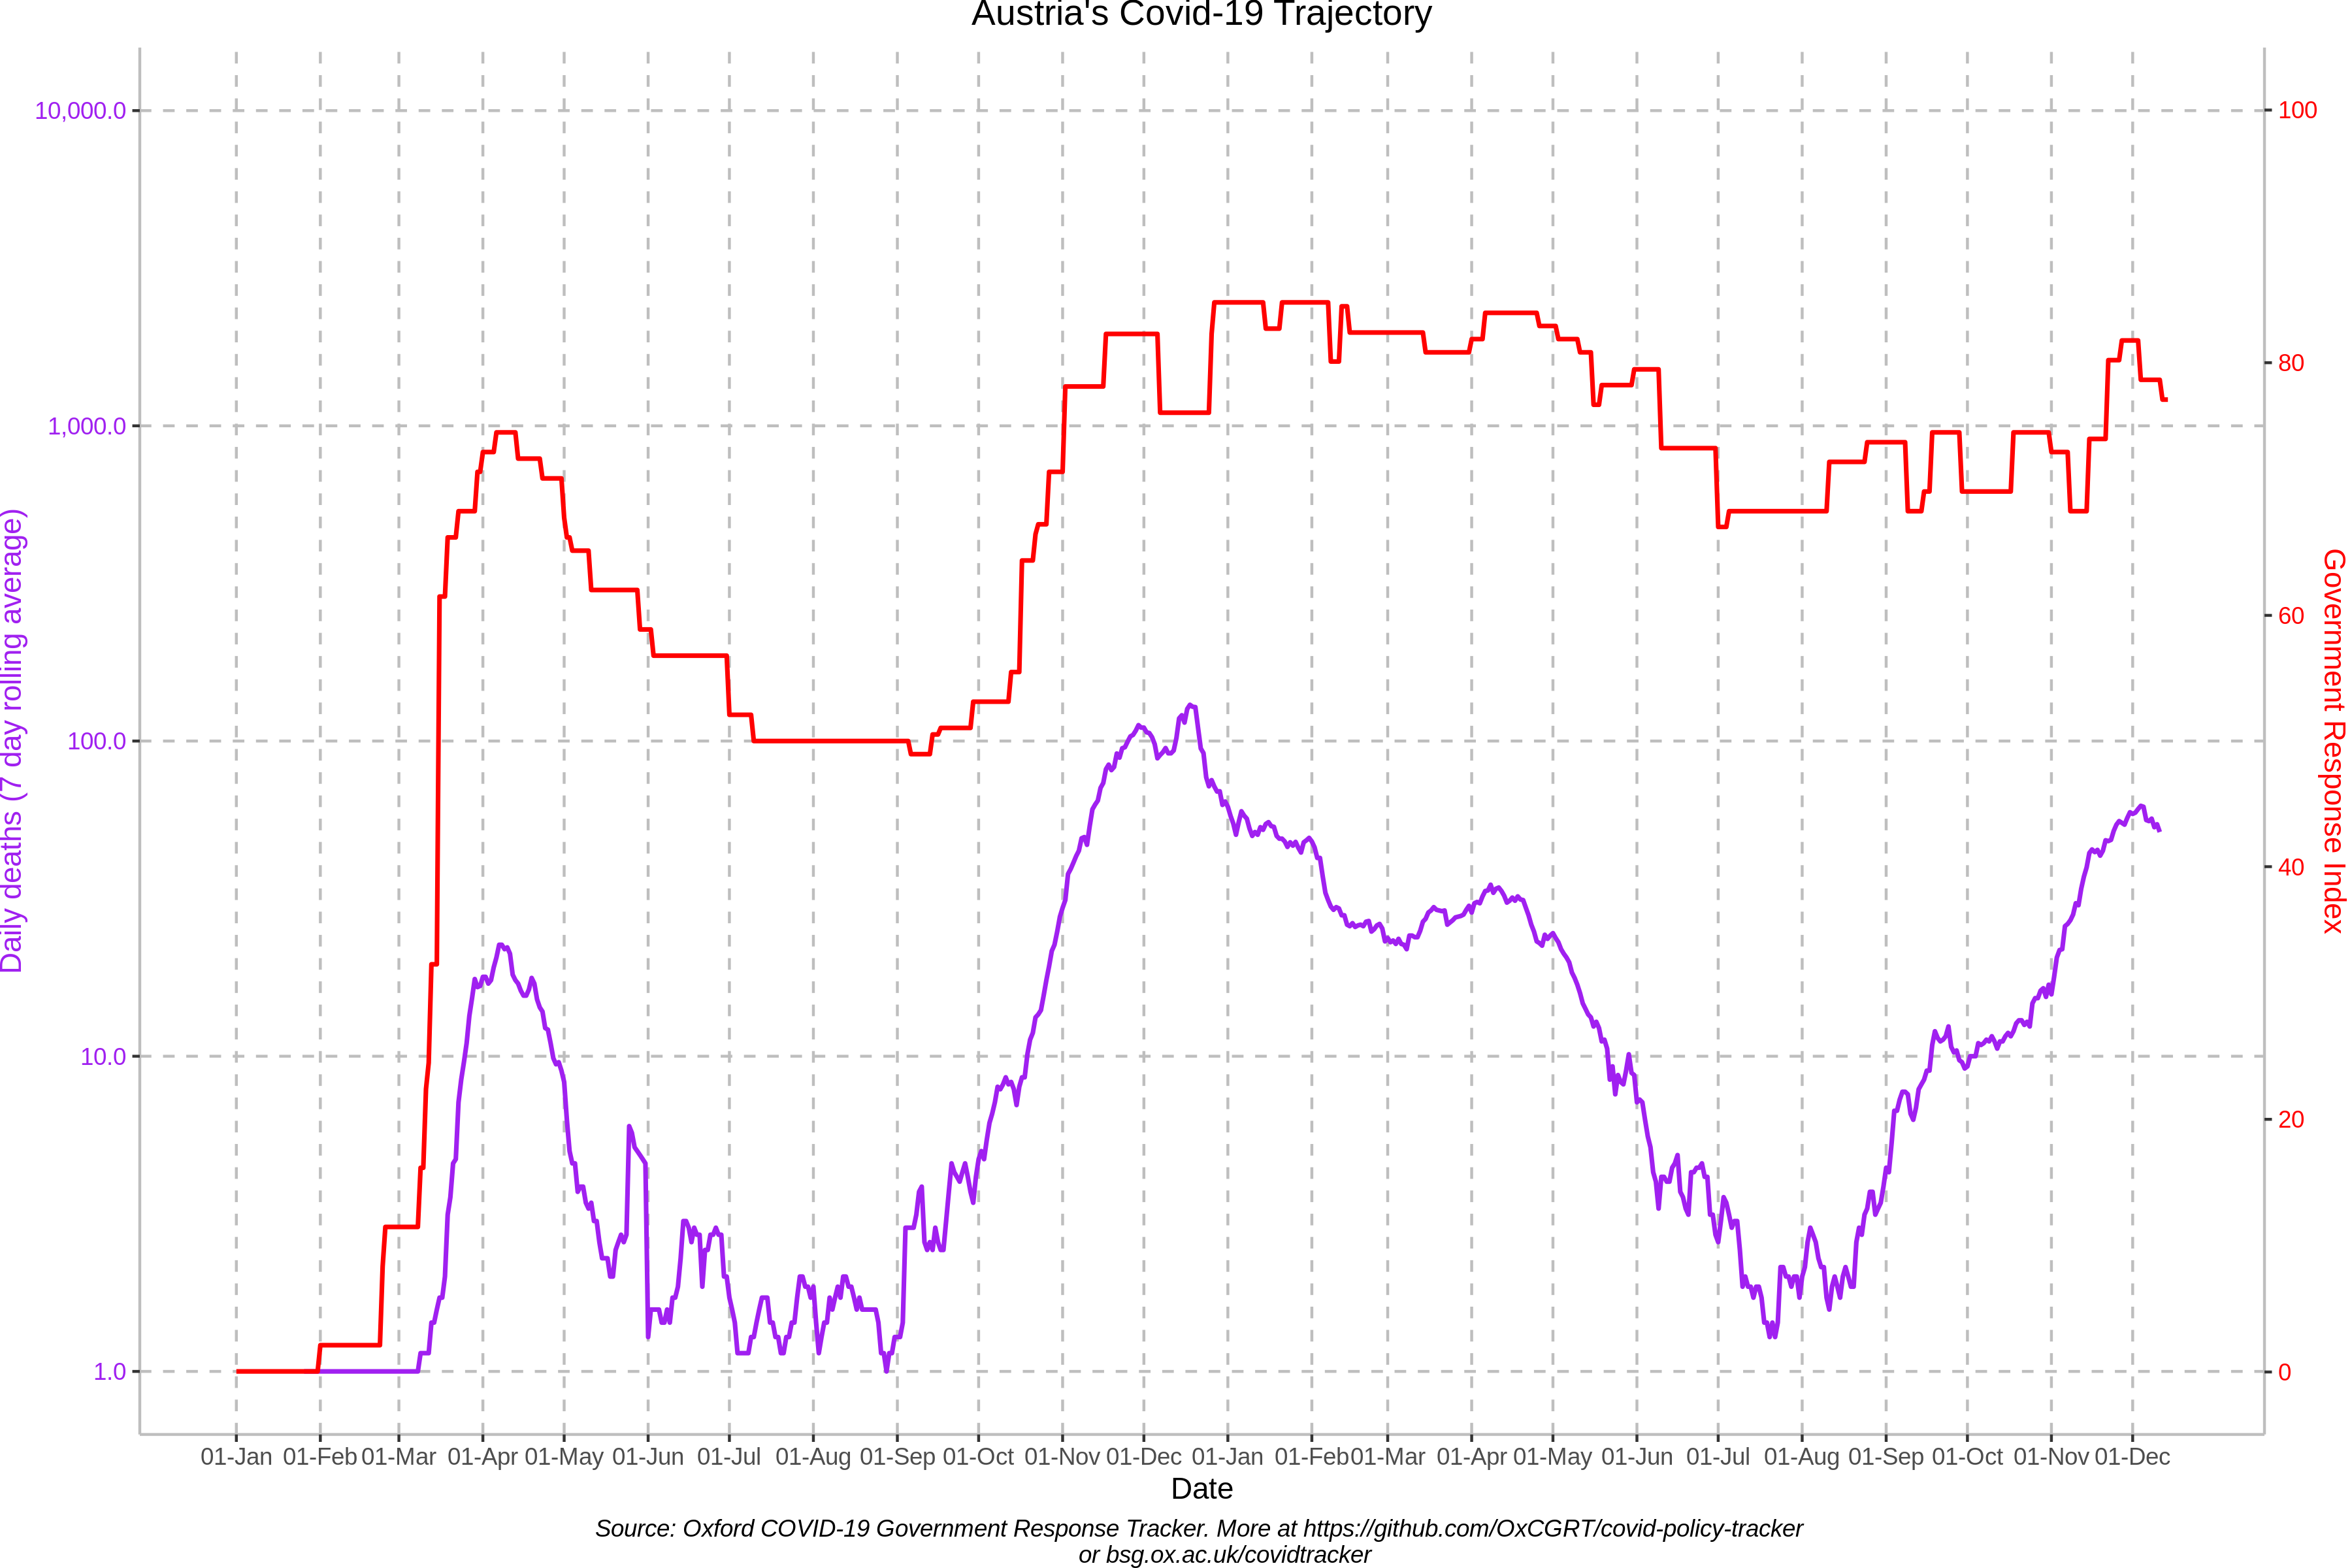 Austria's Covid-19 Trajectory
10,000.0
1,000.0
100.0
10.0
1.0
Daily deaths (7 day rolling average)
100
80
60
40
20
0
Government Response Index
01-Jan 01-Feb 01-Mar 01-Apr 01-May 01-Jun 01-Jul 01-Aug 01-Sep 01-Oct 01-Nov 01-Dec 01-Jan 01-Feb 01-Mar 01-Apr 01-May 01-Jun 01-Jul 01-Aug 01-Sep 01-Oct 01-Nov 01-Dec
Date
Source: Oxford COVID-19 Government Response Tracker. More at https://github.com/OxCGRT/covid-policy-tracker
or bsg.ox.ac.uk/covidtracker